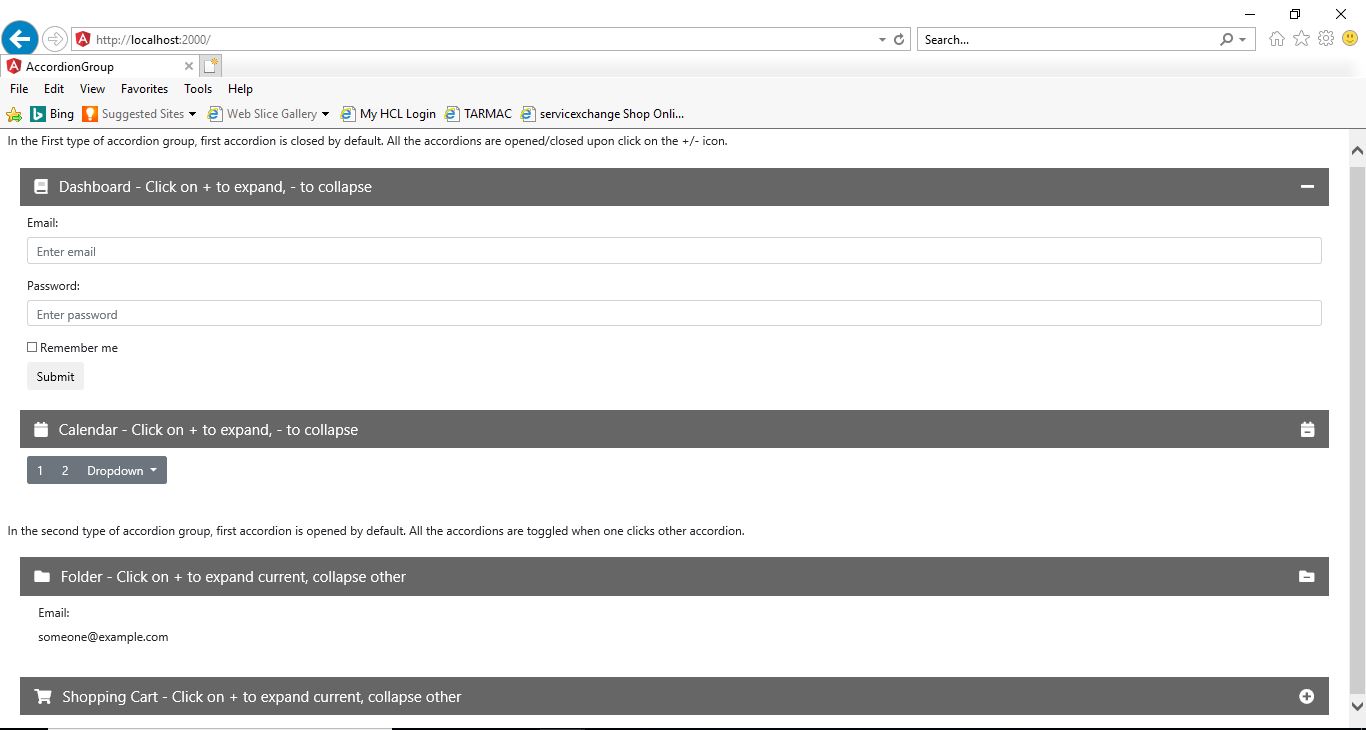 http://localhost:2000/
Search...
AccordionGroup
File Edit View Favorites Tools Help
Bing Suggested Sites Web Slice Gallery My HCL Login TARMAC servicexchange Shop Onli...
In the First type of accordion group, first accordion is closed by default. All the accordions are opened/closed upon click on the +/- icon.
Dashboard - Click on + to expand, - to collapse
Email:
Enter email
Password:
Enter password
Remember me
Submit
Calendar - Click on + to expand, - to collapse
1 2 Dropdown
In the second type of accordion group, first accordion is opened by default. All the accordions are toggled when one clicks other accordion.
Folder - Click on + to expand current, collapse other
Email:
someone@example.com
Shopping Cart - Click on + to expand current, collapse other